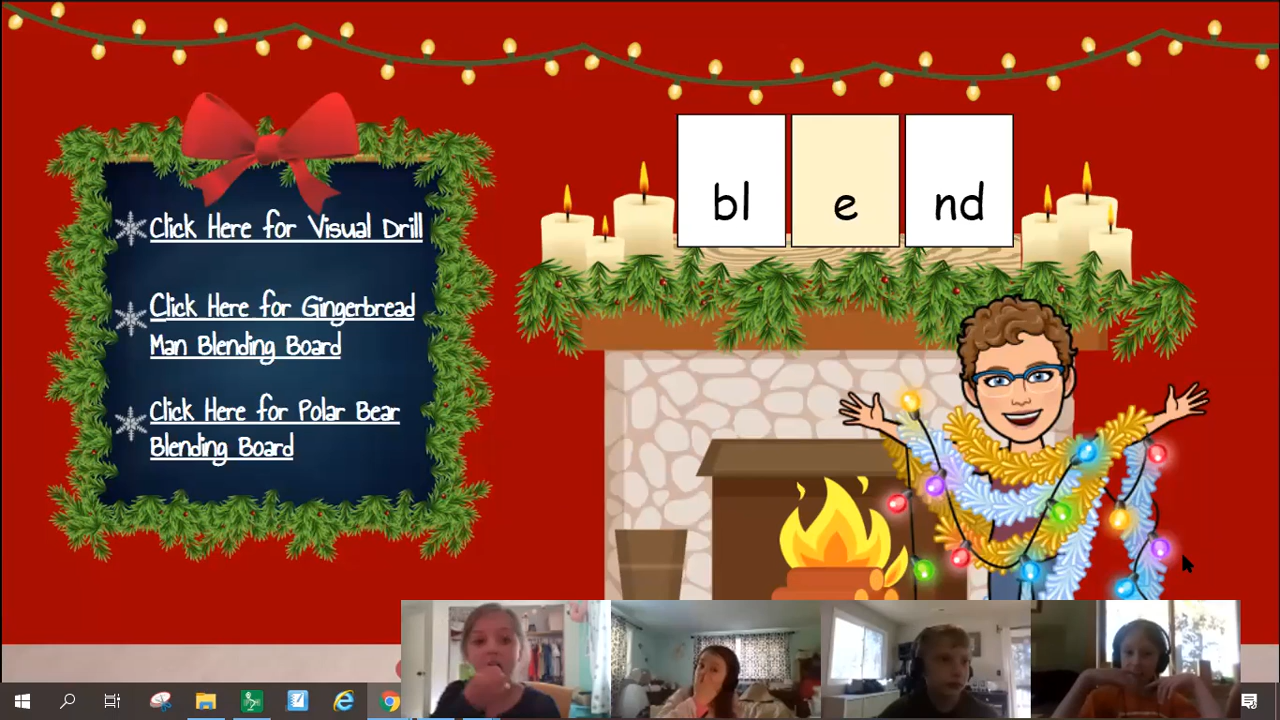 bl e nd
Click Here for Visual Drill
Click Here for Gingerbread
Man Blending Board
Click Here for Polar Bear
Blending Board